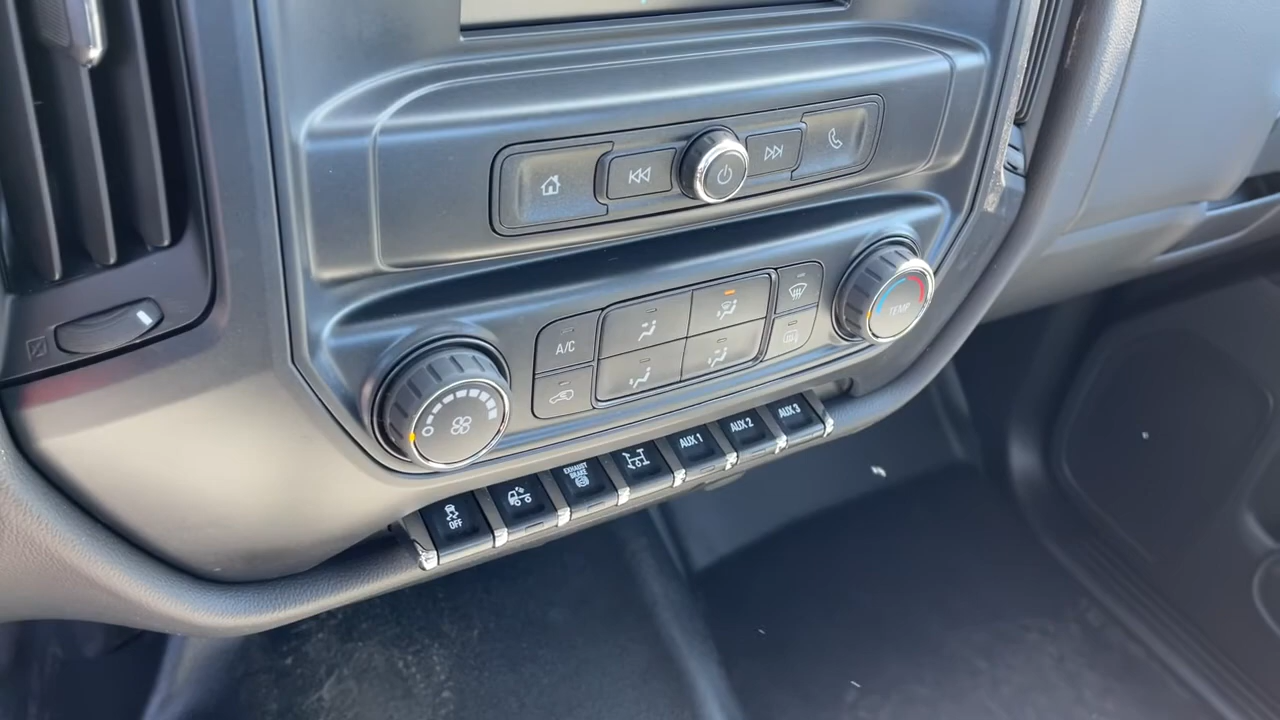 A/C
TEMP
OFF
EXHAUST
BRAKE
AUX 1
AUX 2
AUX 3